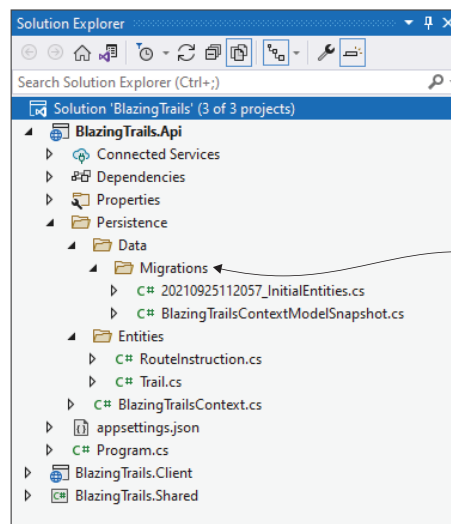 Solution Explorer
Search Solution Explorer (Ctrl+;)
Solution 'BlazingTrails' (3 of 3 projects)
BlazingTrails.Api
Connected Services
Dependencies
Properties
Persistence
Data
Migrations
C# 20210925112057_InitialEntities.cs
C# BlazingTrailsContextModelSnapshot.cs
Entities
C# RouteInstruction.cs
C# Trail.cs
C# BlazingTrailsContext.cs
appsettings.json
C# Program.cs
BlazingTrails.Client
C# BlazingTrails.Shared